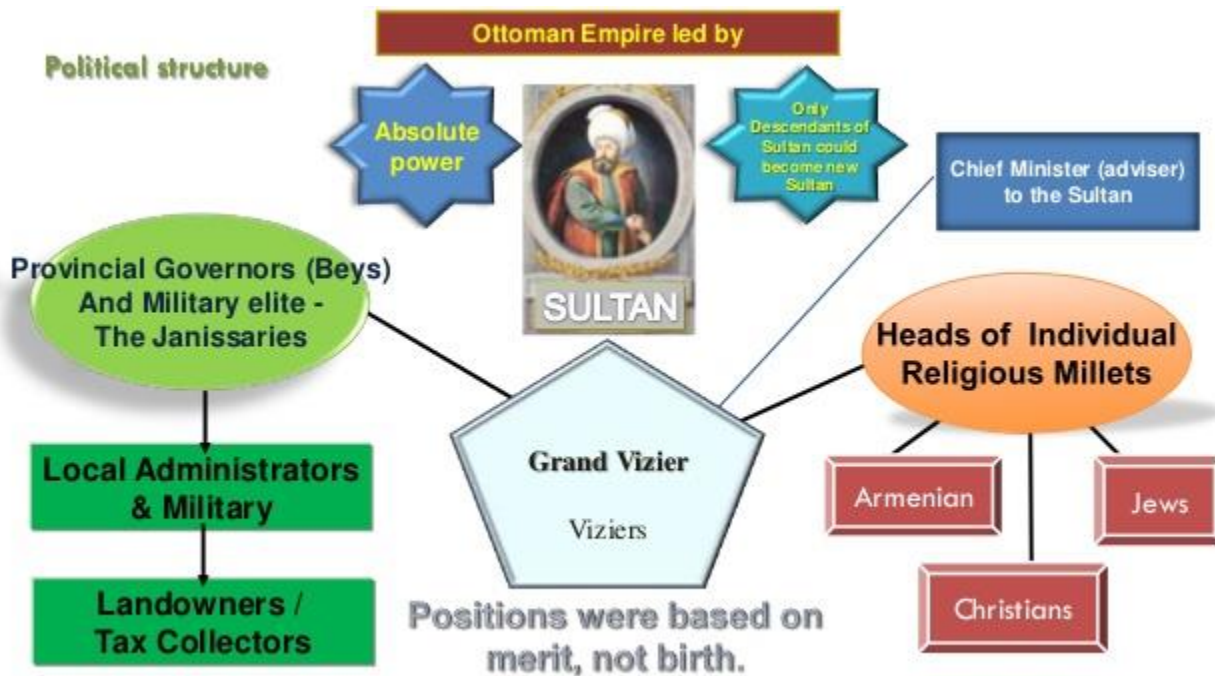 Ottoman Empire led by
Political structure
Absolute
power
Only
Descendants of
Sultan could
become new
Sultan
Chief Minister (adviser)
to the Sultan
SULTAN
Provincial Governors (Beys)
And Military elite -
The Janissaries
Heads of Individual
Religious Millets
Grand Vizier
Viziers
Local Administrators
& Military
Landowners /
Tax Collectors
Armenian
Jews
Christians
Positions were based on
merit, not birth.